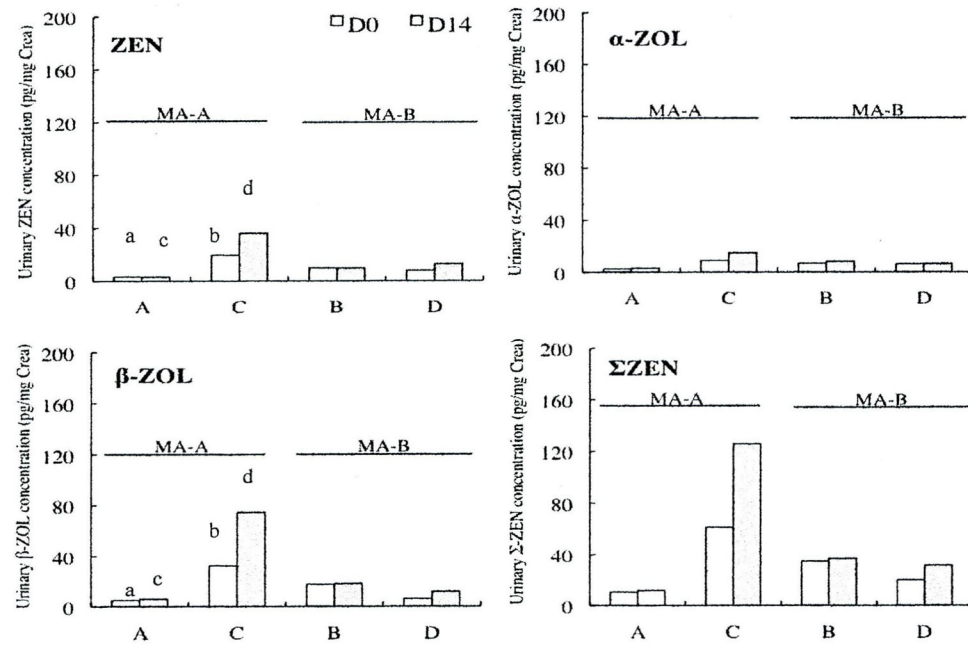 Urinary ZEN concentration (pg/mg Crea)
200
160
120
80
40
0
ZEN
D0 D14
MA-A MA-B
a c b d
A C B D
Urinary α-ZOL concentration (pg/mg Crea)
200
160
120
80
40
0
α-ZOL
MA-A MA-B
A C B D
Urinary β-ZOL concentration (pg/mg Crea)
200
160
120
80
40
0
β-ZOL
MA-A MA-B
a c b d
A C B D
Urinary Σ-ZEN concentration (pg/mg Crea)
200
160
120
80
40
0
ΣZEN
MA-A MA-B
A C B D